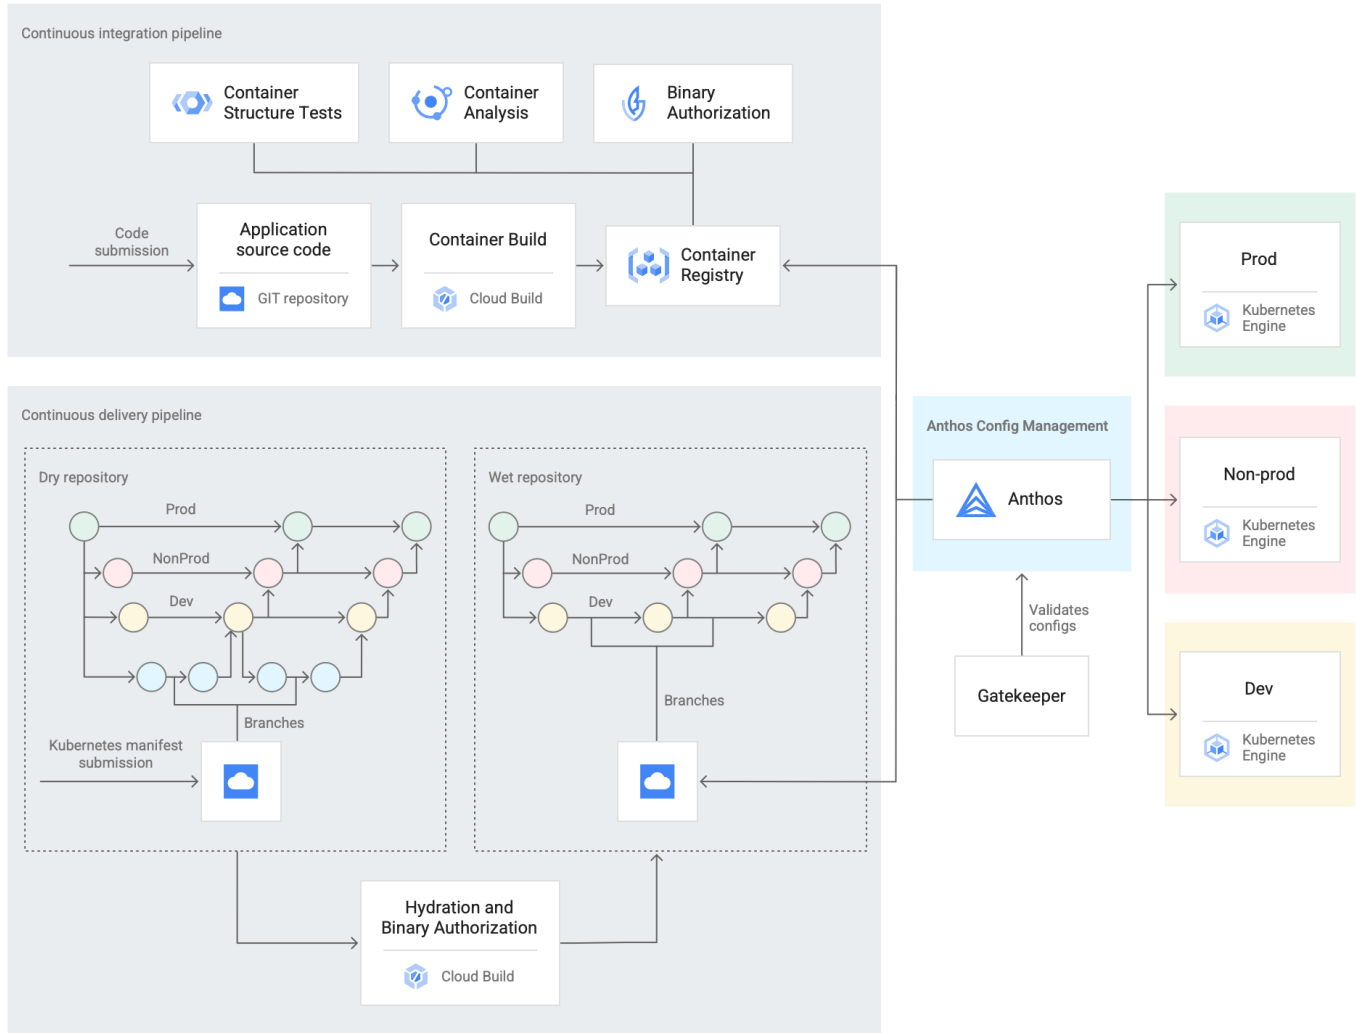 Continuous integration pipeline
Container
Structure Tests
Container
Analysis
Binary
Authorization
Code
submission
Application
source code
GIT repository
Container Build
Cloud Build
Container
Registry
Continuous delivery pipeline
Dry repository
Prod
NonProd
Dev
Branches
Kubernetes manifest
submission
Wet repository
Prod
NonProd
Dev
Branches
Hydration and
Binary Authorization
Cloud Build
Anthos Config Management
Anthos
Validates
configs
Gatekeeper
Prod
Kubernetes
Engine
Non-prod
Kubernetes
Engine
Dev
Kubernetes
Engine